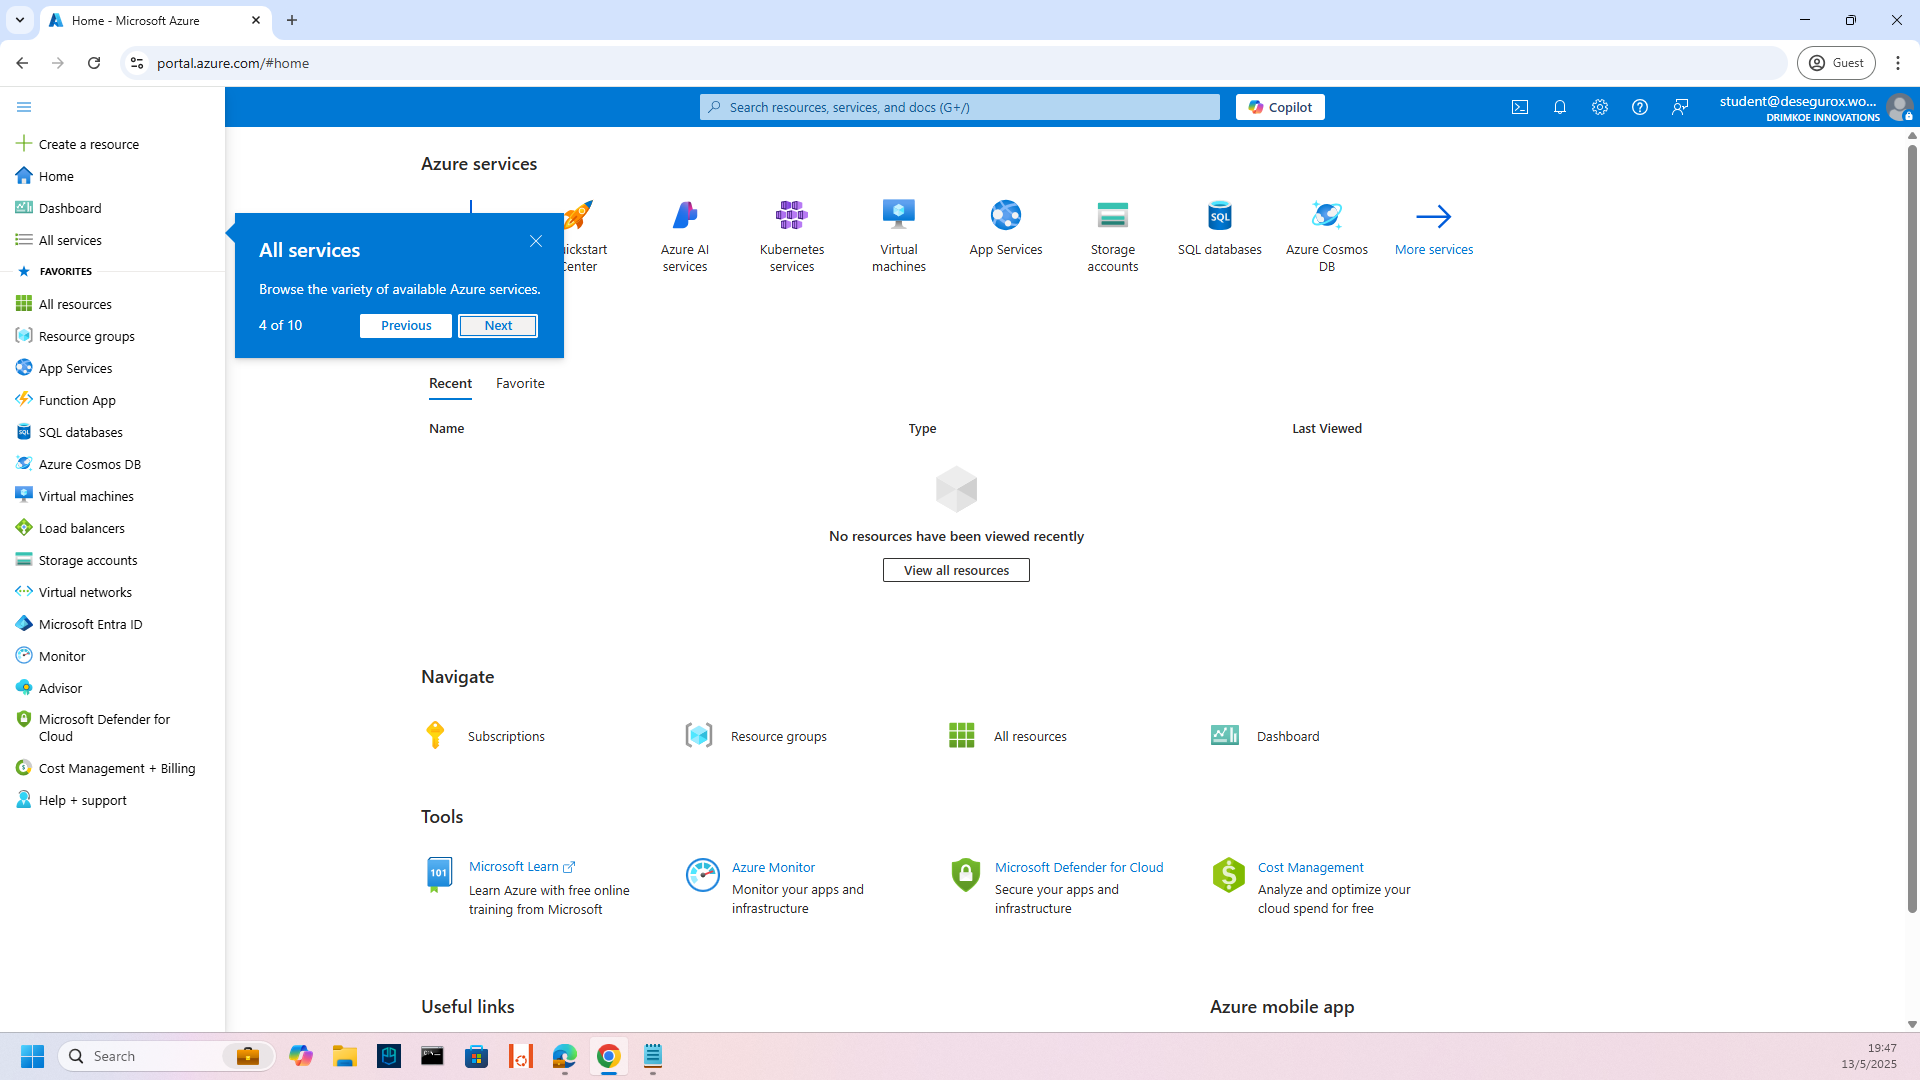 Home - Microsoft Azure
portal.azure.com/#home
Guest
Search resources, services, and docs (G+/)
Copilot
student@desegurox.wo...
DRIMKOE INNOVATIONS
Create a resource
Home
Dashboard
All services
FAVORITES
All resources
Resource groups
App Services
Function App
SQL databases
Azure Cosmos DB
Virtual machines
Load balancers
Storage accounts
Virtual networks
Microsoft Entra ID
Monitor
Advisor
Microsoft Defender for
Cloud
Cost Management + Billing
Help + support
All services
Browse the variety of available Azure services.
4 of 10
Previous
Next
Azure services
uickstart
Center
Azure AI
services
Kubernetes
services
Virtual
machines
App Services
Storage
accounts
SQL
SQL databases
Azure Cosmos
DB
More services
Recent
Favorite
Name
Type
Last Viewed
No resources have been viewed recently
View all resources
Navigate
Subscriptions
Resource groups
All resources
Dashboard
Tools
101
Microsoft Learn
Learn Azure with free online
training from Microsoft
Azure Monitor
Monitor your apps and
infrastructure
Microsoft Defender for Cloud
Secure your apps and
infrastructure
Cost Management
Analyze and optimize your
cloud spend for free
Useful links
Azure mobile app
Search
19:47
13/5/2025